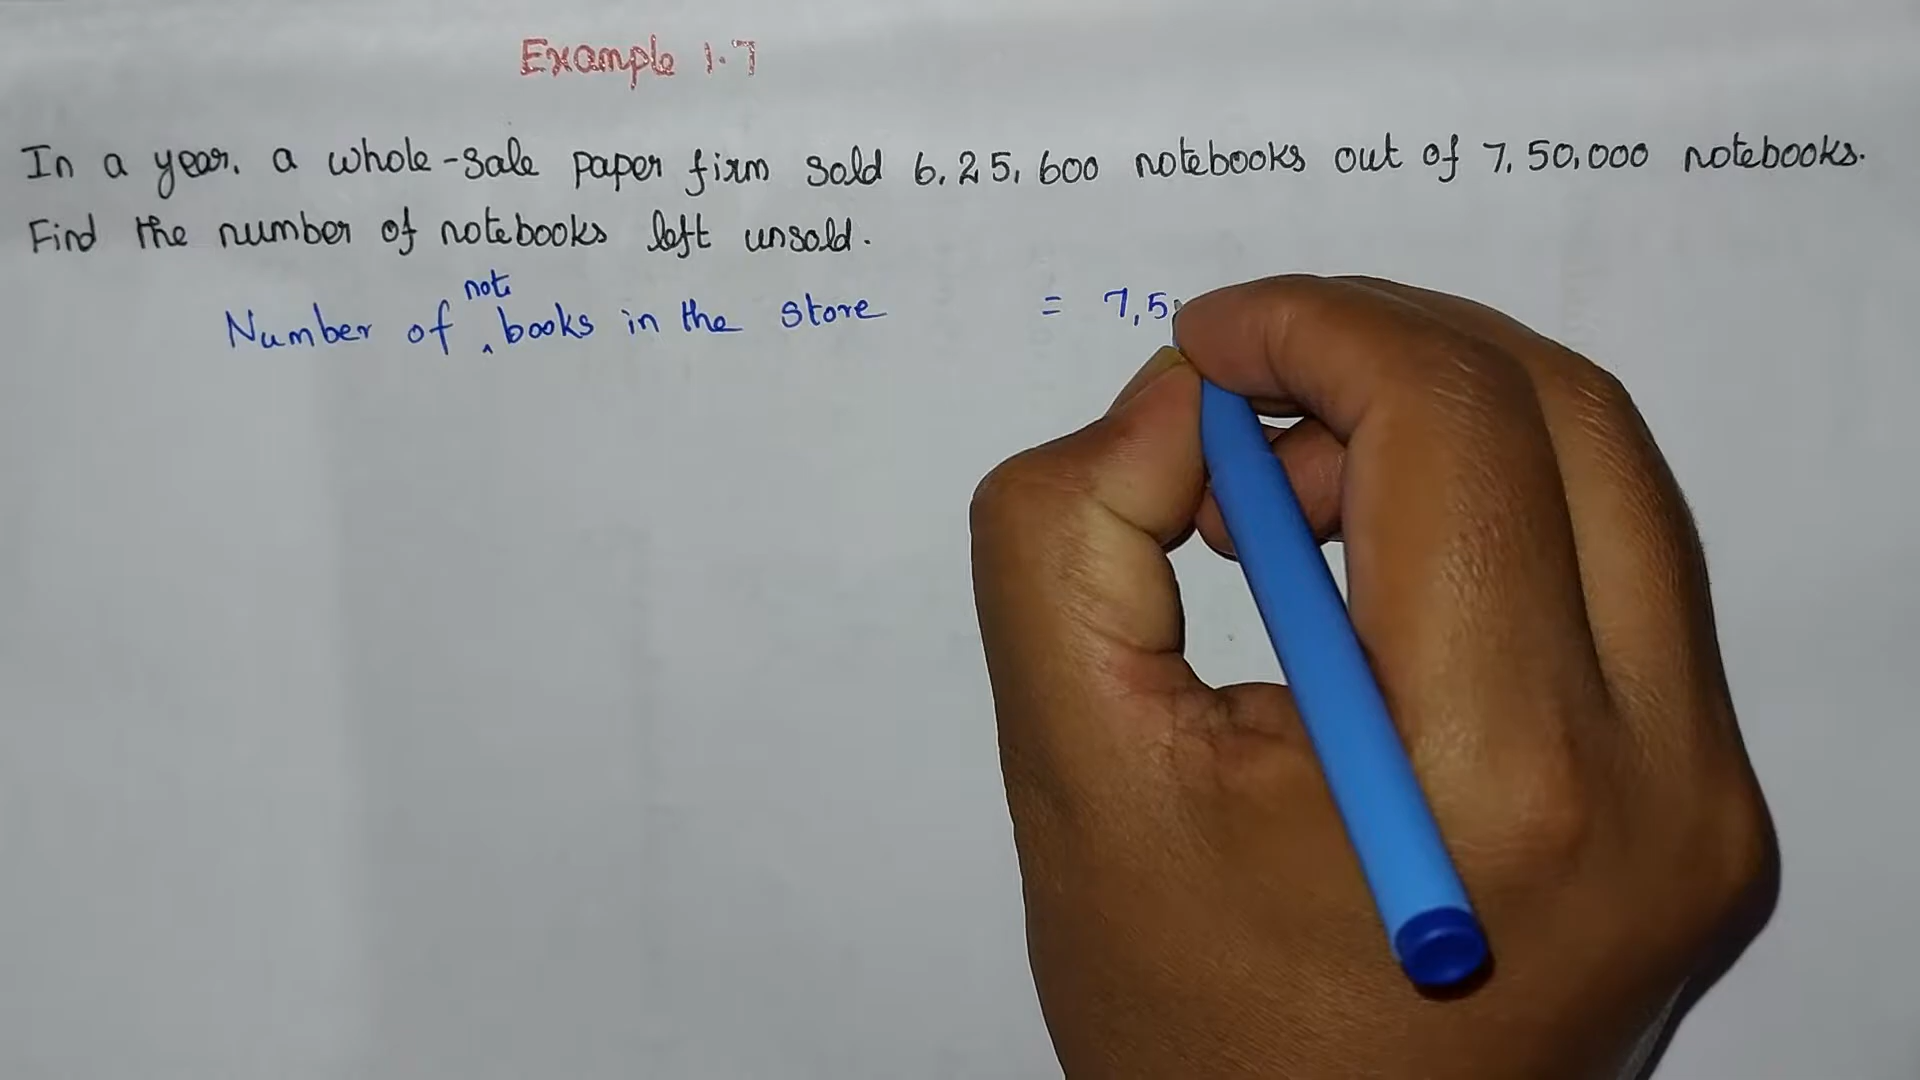 Example 1.7
In a year, a whole-sale paper firm sold 6,25,600 notebooks out of 7,50,000 notebooks.
Find the number of notebooks left unsold.
Number of ‸ note books in the store = 7,5